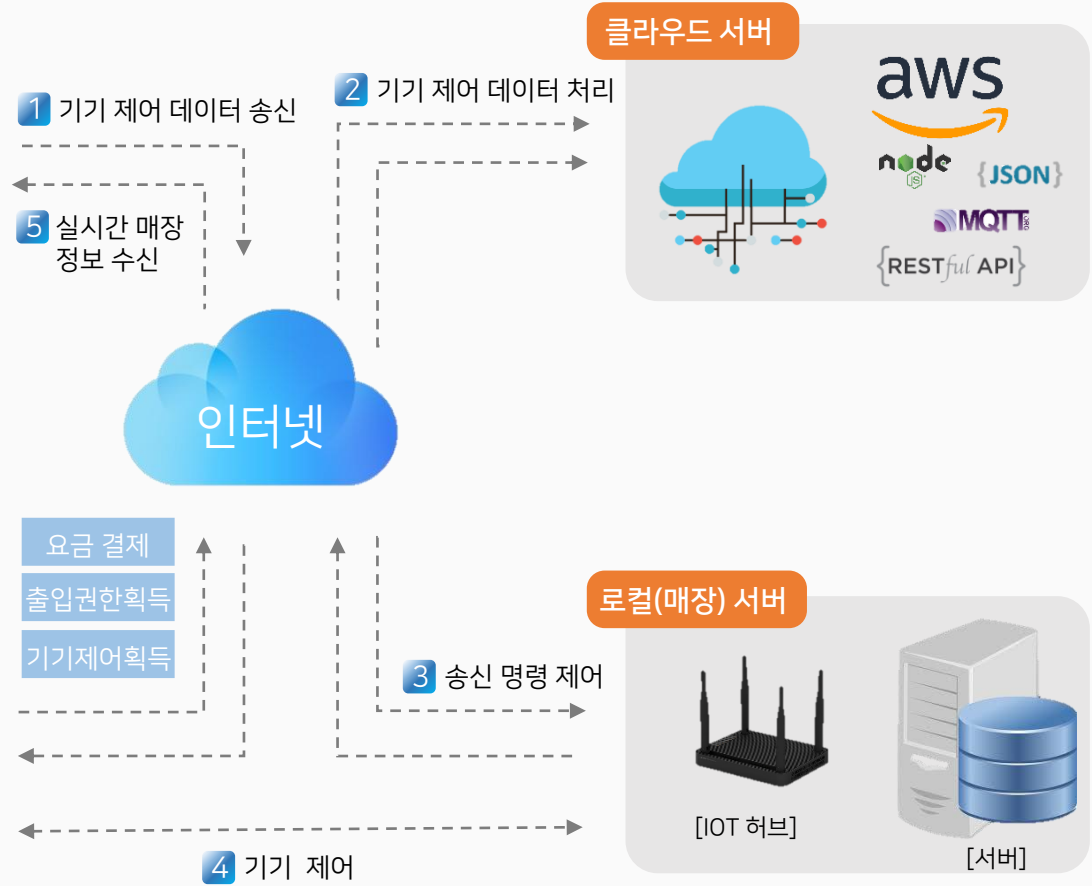 클라우드 서버
aws
node
JS
{JSON}
MQTT
.ORG
{RESTful API}
1 기기 제어 데이터 송신
2 기기 제어 데이터 처리
5 실시간 매장
정보 수신
인터넷
요금 결제
출입권한획득
기기제어획득
3 송신 명령 제어
로컬(매장) 서버
[IOT 허브]
[서버]
4 기기 제어